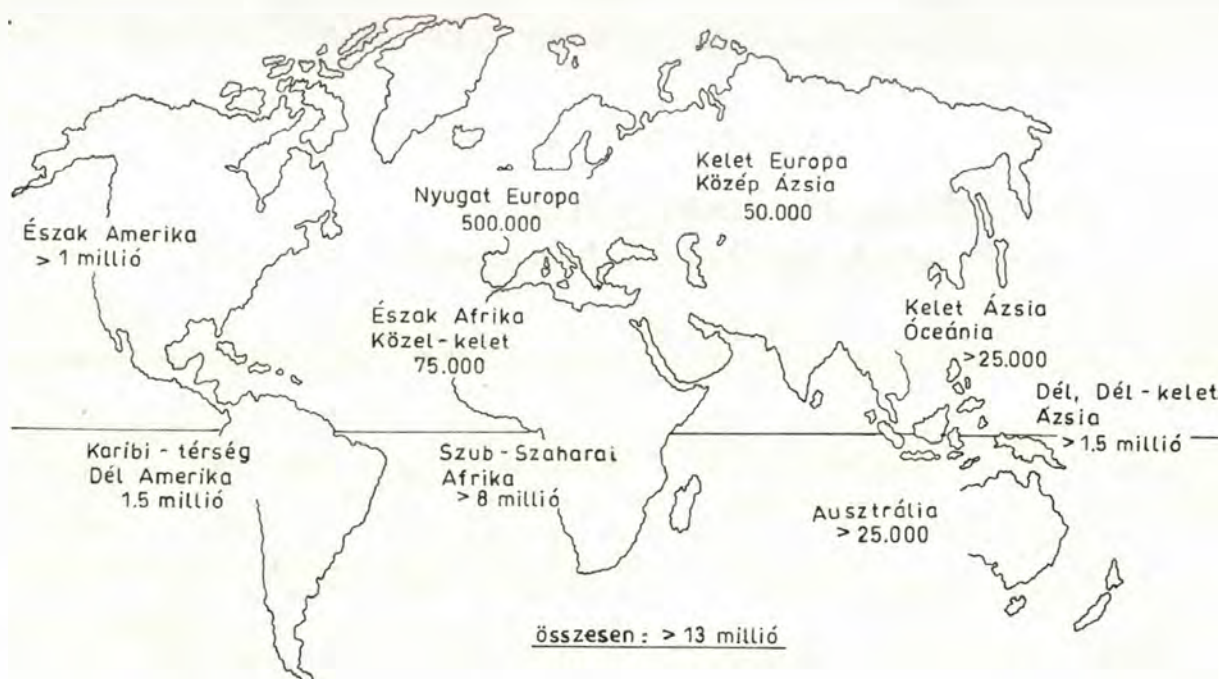 Észak Amerika
> 1 millió
Nyugat Europa
500.000
Kelet Europa
Közép Ázsia
50.000
Észak Afrika
Közel-kelet
75.000
Kelet Ázsia
Óceánia
>25.000
Dél, Dél-kelet
Ázsia
>1.5 millió
Karibi-térség
Dél Amerika
1.5 millió
Szub-Szaharai
Afrika
> 8 millió
Ausztrália
> 25.000
összesen: > 13 millió